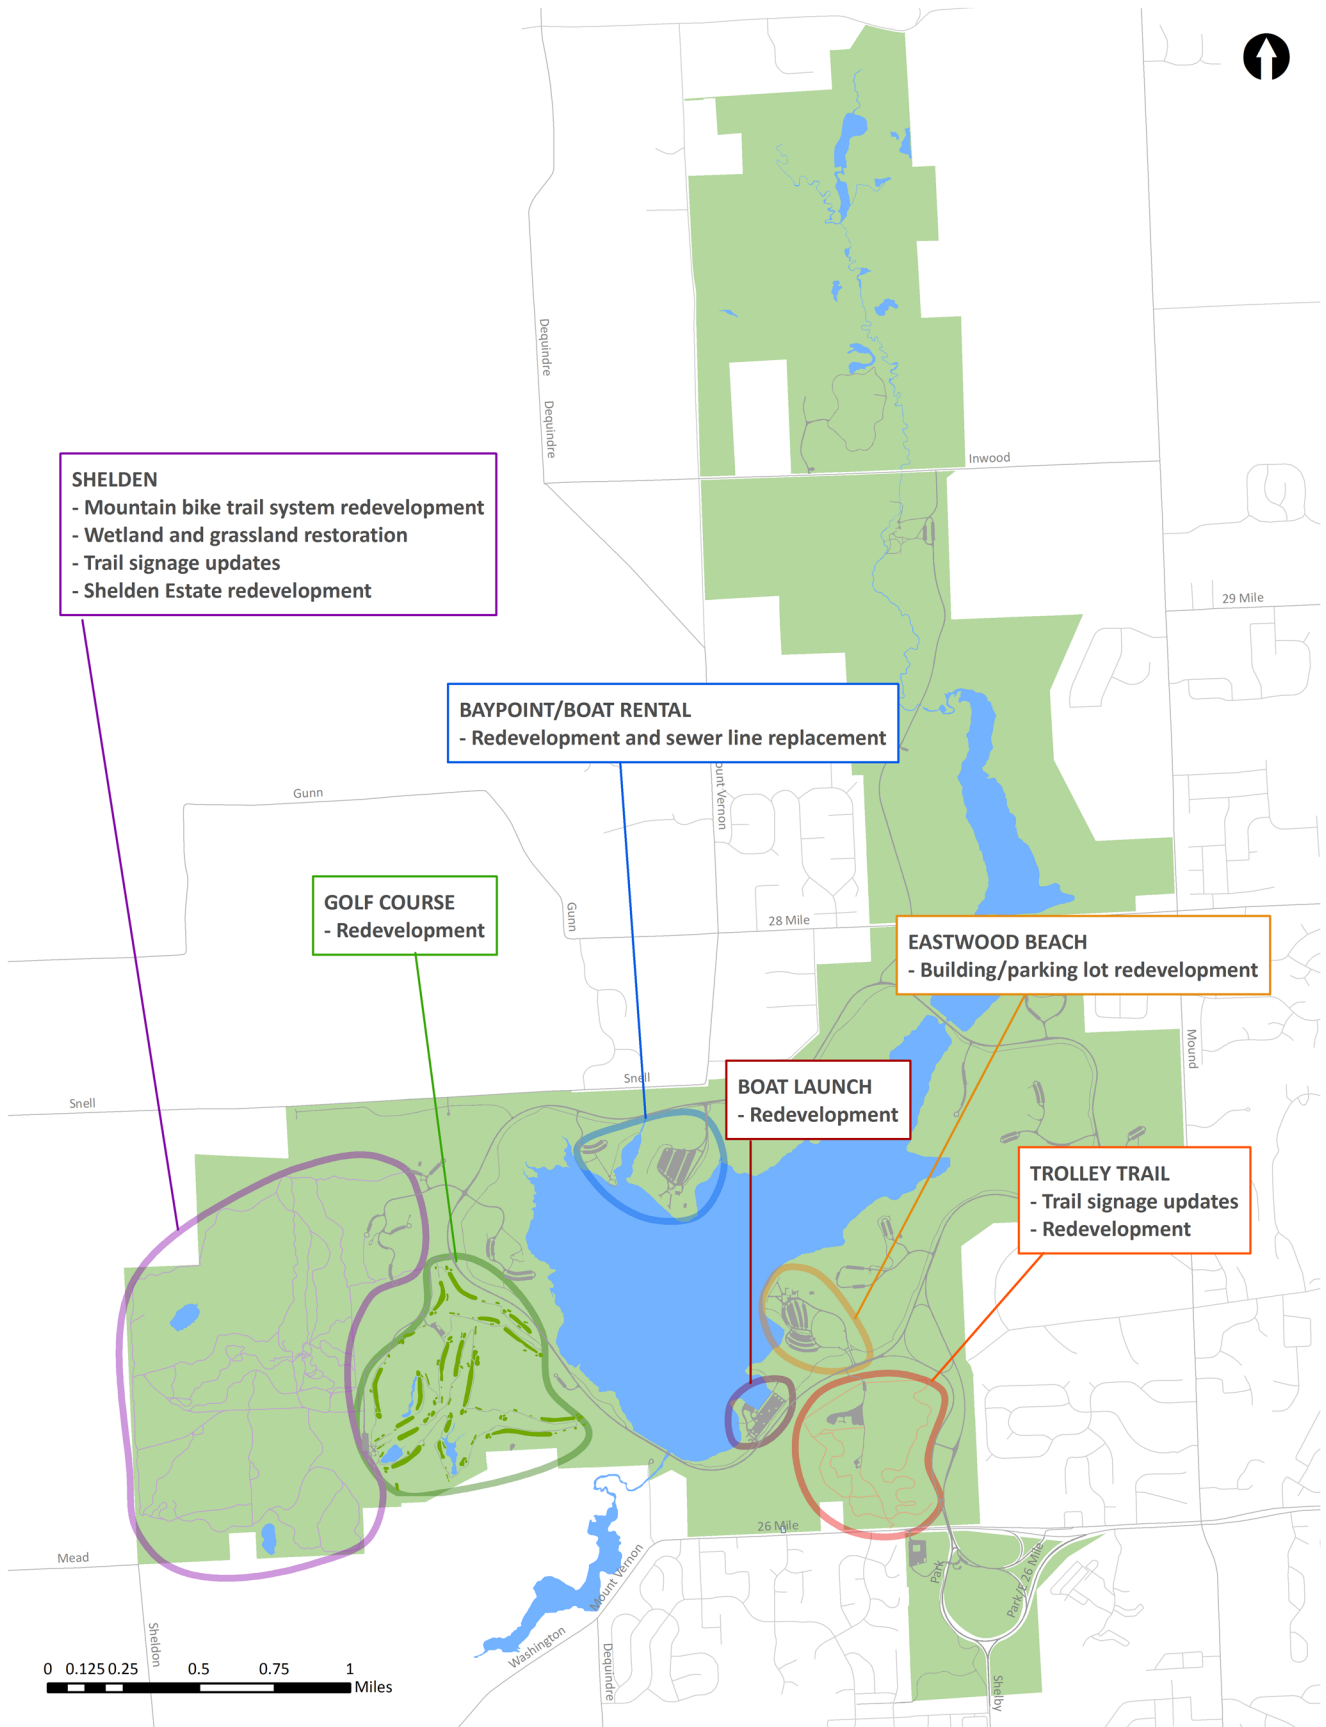 Dequindre
Dequindre
Inwood
SHELDEN
- Mountain bike trail system redevelopment
- Wetland and grassland restoration
- Trail signage updates
- Shelden Estate redevelopment
29 Mile
BAYPOINT/BOAT RENTAL
- Redevelopment and sewer line replacement
ount Vernon
Gunn
Gunn
GOLF COURSE
- Redevelopment
28 Mile
EASTWOOD BEACH
- Building/parking lot redevelopment
Mound
Snell
Snell
BOAT LAUNCH
- Redevelopment
TROLLEY TRAIL
- Trail signage updates
- Redevelopment
26 Mile
Mead
Mount Vernon
Park
Park/E 26 Mile
Sheldon
Washington
Dequindre
Shelby
0 0.125 0.25 0.5 0.75 1
Miles